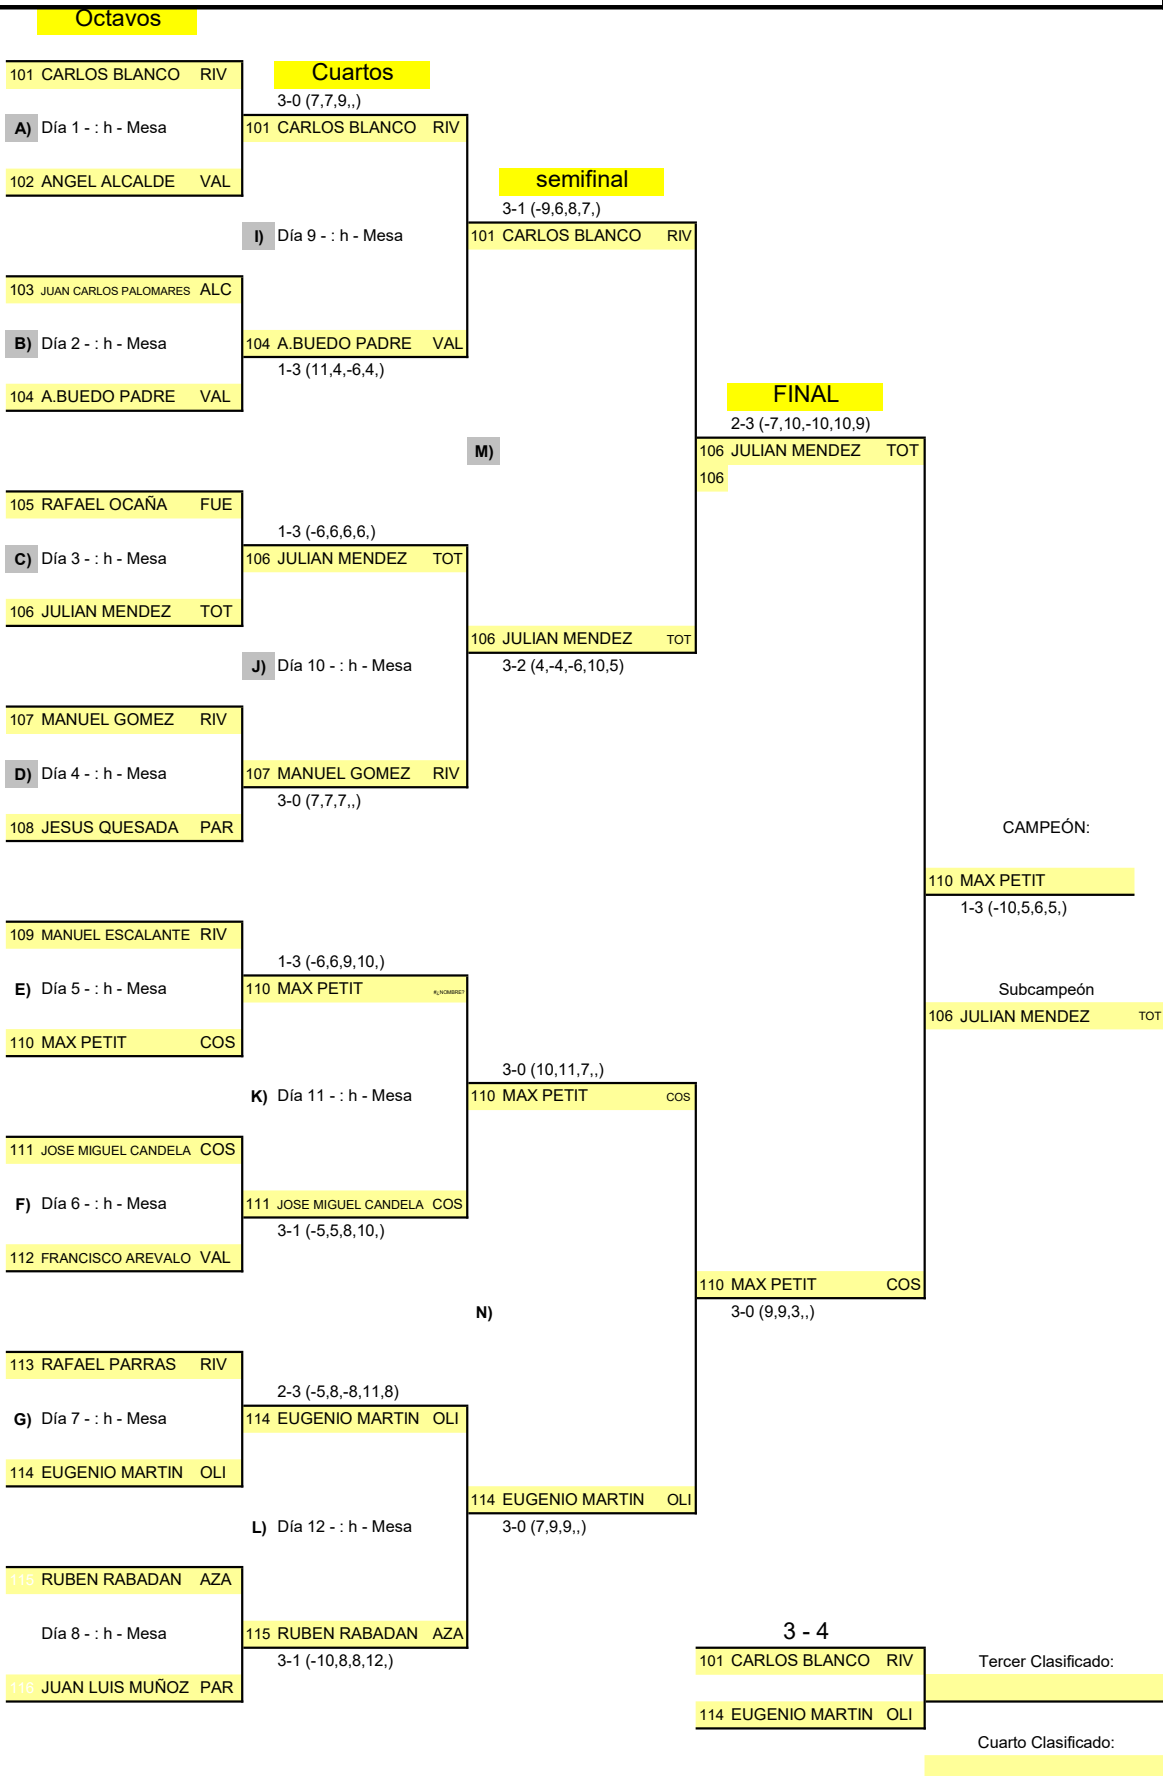 Octavos
101 CARLOS BLANCO RIV
Cuartos
3-0 (7,7,9,,)
A) Día 1 - : h - Mesa
101 CARLOS BLANCO RIV
102 ANGEL ALCALDE VAL
semifinal
3-1 (-9,6,8,7,)
I) Día 9 - : h - Mesa
101 CARLOS BLANCO RIV
103 JUAN CARLOS PALOMARES ALC
B) Día 2 - : h - Mesa
104 A.BUEDO PADRE VAL
1-3 (11,4,-6,4,)
104 A.BUEDO PADRE VAL
FINAL
2-3 (-7,10,-10,10,9)
M)
106 JULIAN MENDEZ TOT
106
105 RAFAEL OCAÑA FUE
1-3 (-6,6,6,6,)
C) Día 3 - : h - Mesa
106 JULIAN MENDEZ TOT
106 JULIAN MENDEZ TOT
106 JULIAN MENDEZ TOT
J) Día 10 - : h - Mesa
3-2 (4,-4,-6,10,5)
107 MANUEL GOMEZ RIV
D) Día 4 - : h - Mesa
107 MANUEL GOMEZ RIV
3-0 (7,7,7,,)
108 JESUS QUESADA PAR
CAMPEÓN:
110 MAX PETIT
1-3 (-10,5,6,5,)
109 MANUEL ESCALANTE RIV
1-3 (-6,6,9,10,)
E) Día 5 - : h - Mesa
110 MAX PETIT #¿NOMBRE?
Subcampeón
106 JULIAN MENDEZ TOT
110 MAX PETIT COS
3-0 (10,11,7,,)
K) Día 11 - : h - Mesa
110 MAX PETIT COS
111 JOSE MIGUEL CANDELA COS
F) Día 6 - : h - Mesa
111 JOSE MIGUEL CANDELA COS
3-1 (-5,5,8,10,)
112 FRANCISCO AREVALO VAL
110 MAX PETIT COS
N)
3-0 (9,9,3,,)
113 RAFAEL PARRAS RIV
2-3 (-5,8,-8,11,8)
G) Día 7 - : h - Mesa
114 EUGENIO MARTIN OLI
114 EUGENIO MARTIN OLI
114 EUGENIO MARTIN OLI
L) Día 12 - : h - Mesa
3-0 (7,9,9,,)
115 RUBEN RABADAN AZA
Día 8 - : h - Mesa
115 RUBEN RABADAN AZA
3-1 (-10,8,8,12,)
116 JUAN LUIS MUÑOZ PAR
3 - 4
101 CARLOS BLANCO RIV
Tercer Clasificado:
114 EUGENIO MARTIN OLI
Cuarto Clasificado: